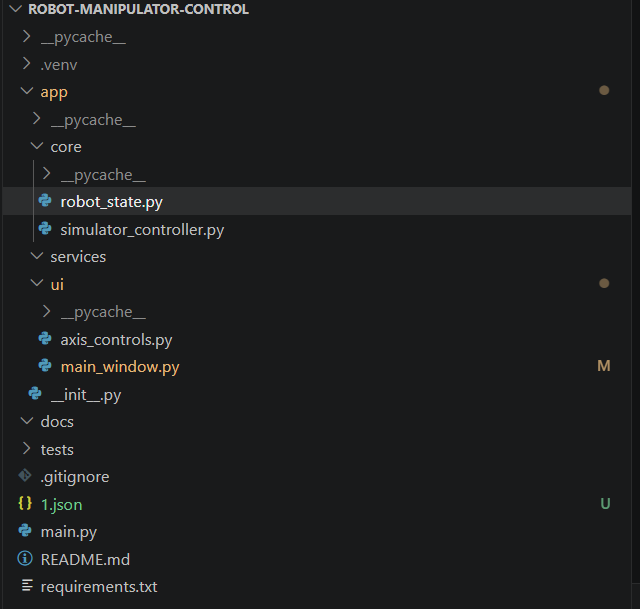 ROBOT-MANIPULATOR-CONTROL
__pycache__
.venv
app
__pycache__
core
__pycache__
robot_state.py
simulator_controller.py
services
ui
__pycache__
axis_controls.py
main_window.py M
__init__.py
docs
tests
.gitignore
{} 1.json U
main.py
README.md
requirements.txt